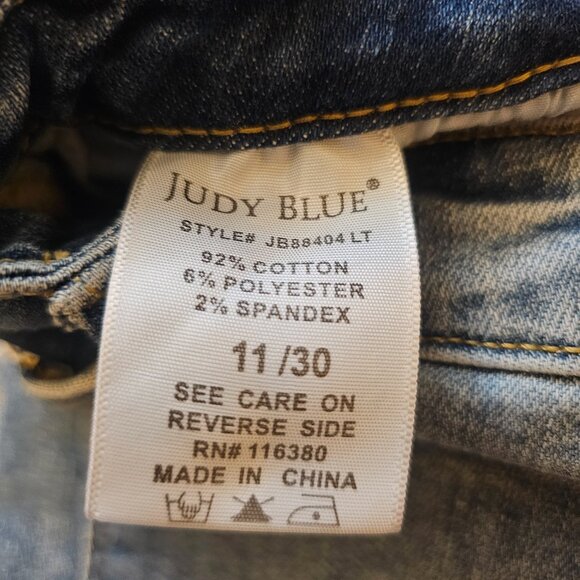 JUDY BLUE®
STYLE# JB88404 LT
92% COTTON
6% POLYESTER
2% SPANDEX
11/30
SEE CARE ON
REVERSE SIDE
RN# 116380
MADE IN CHINA